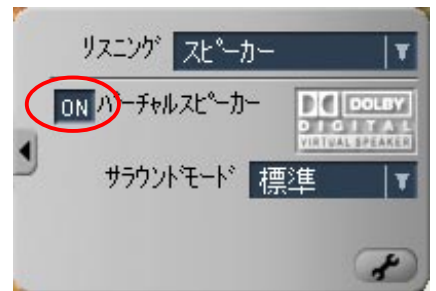 リスニング スピーカー
ON バーチャルスピーカー
DOLBY
DIGITAL
VIRTUAL SPEAKER
サラウンドモード 標準